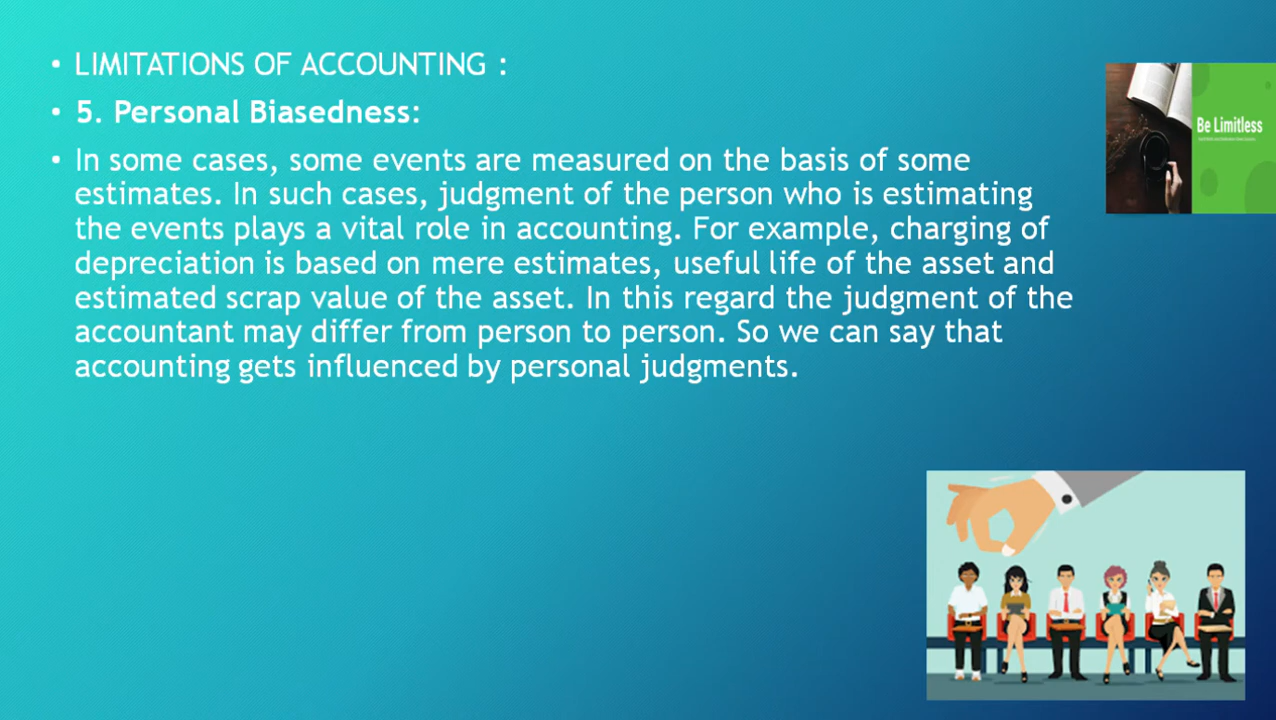 • LIMITATIONS OF ACCOUNTING :
• 5. Personal Biasedness:
• In some cases, some events are measured on the basis of some
estimates. In such cases, judgment of the person who is estimating
the events plays a vital role in accounting. For example, charging of
depreciation is based on mere estimates, useful life of the asset and
estimated scrap value of the asset. In this regard the judgment of the
accountant may differ from person to person. So we can say that
accounting gets influenced by personal judgments.
Be Limitless